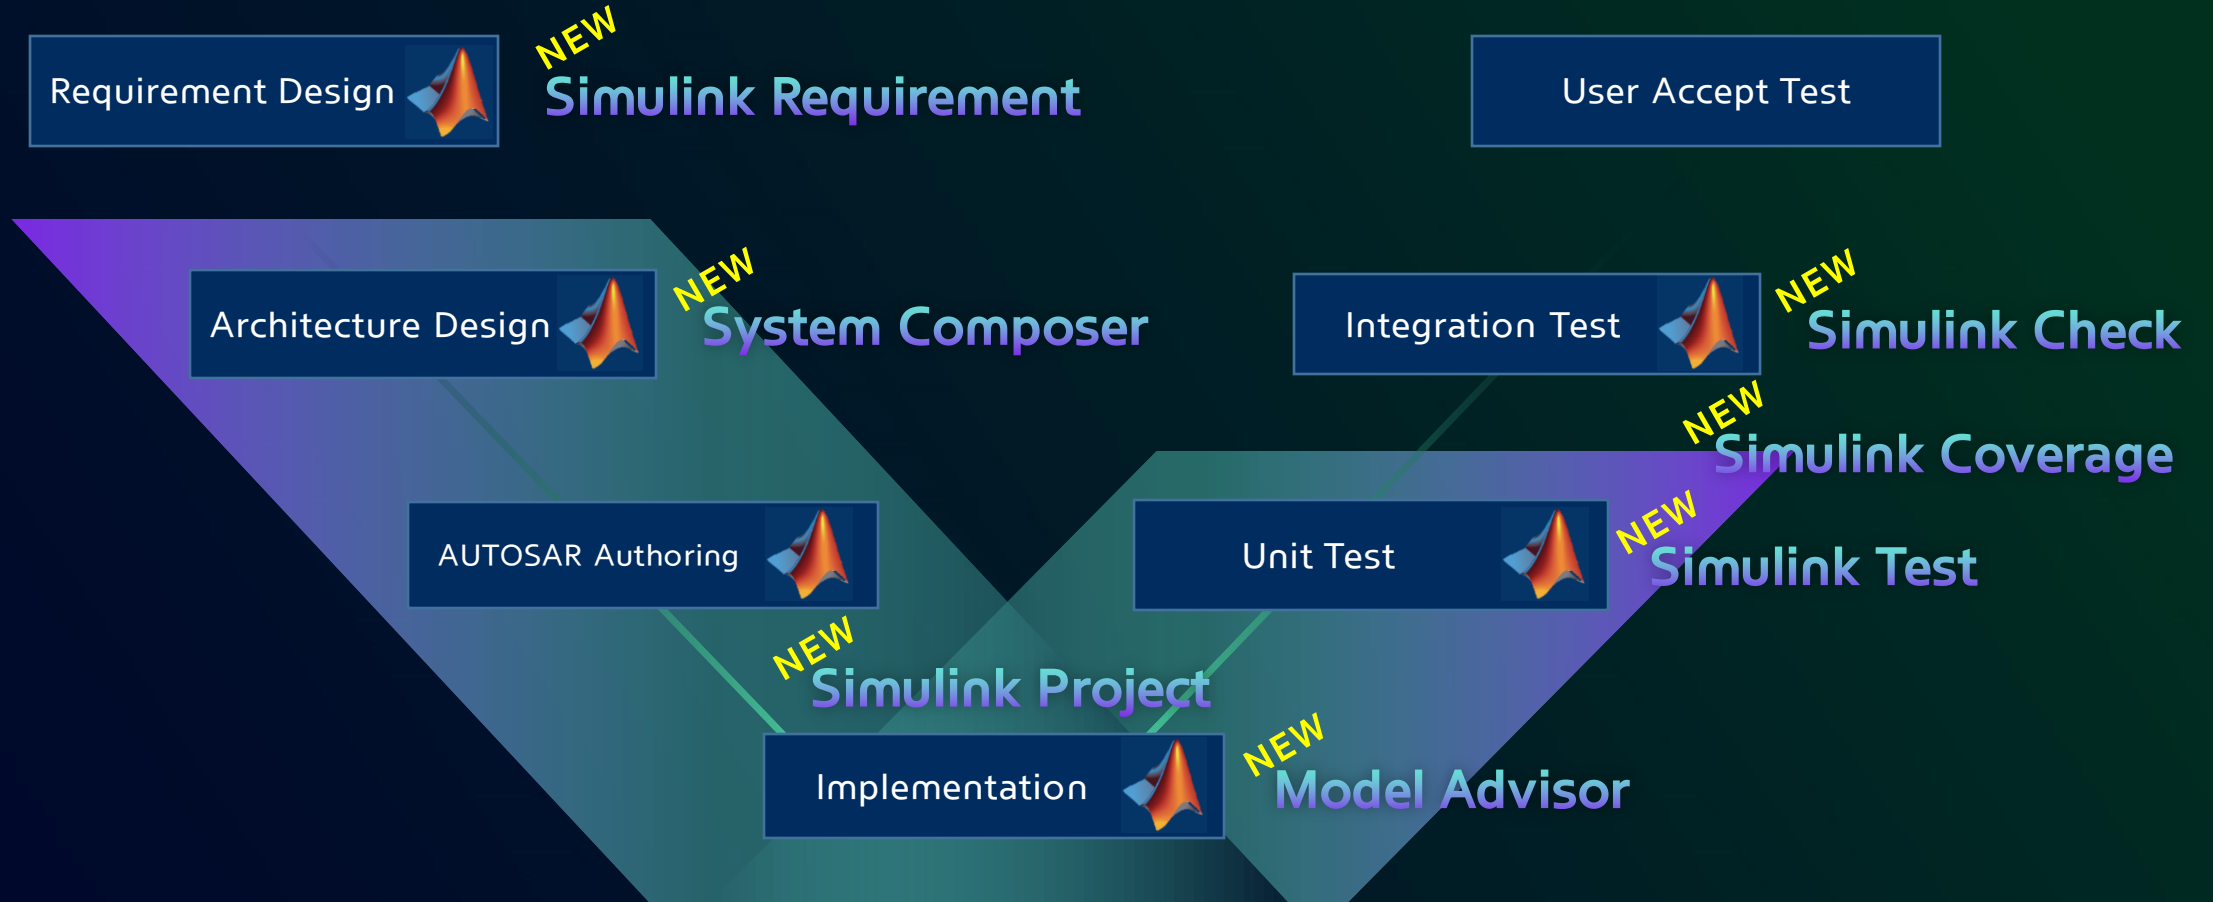 NEW
Requirement Design
Simulink Requirement
User Accept Test
NEW
Architecture Design
System Composer
Integration Test
NEW
Simulink Check
NEW
Simulink Coverage
AUTOSAR Authoring
Unit Test
NEW
Simulink Test
NEW
Simulink Project
Implementation
NEW
Model Advisor